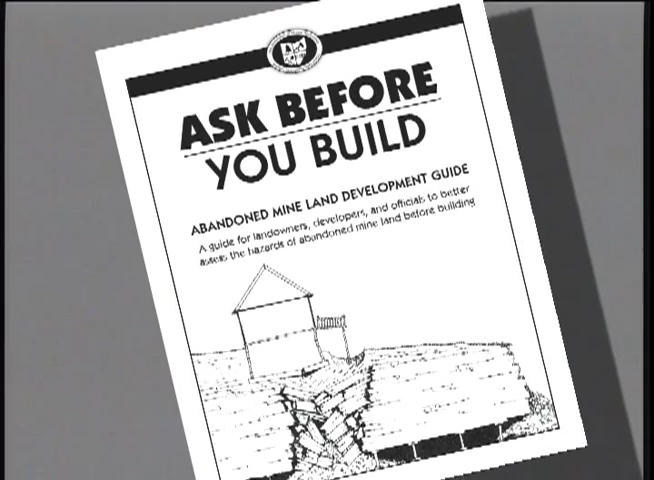 ASK BEFORE
YOU BUILD
ABANDONED MINE LAND DEVELOPMENT GUIDE
A guide for landowners, developers, and officials to better
assess the hazards of abandoned mine land before building